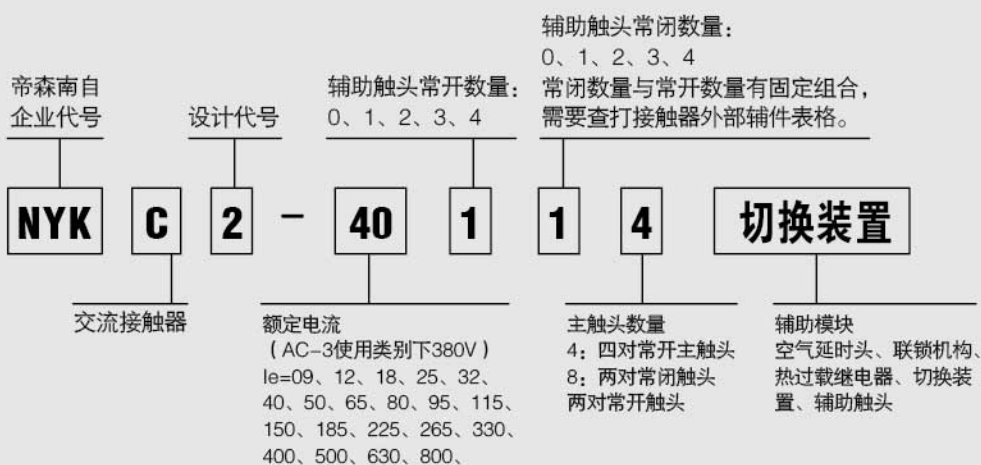 帝森南自
企业代号
设计代号
辅助触头常开数量：
0、1、2、3、4
辅助触头常闭数量：
0、1、2、3、4
常闭数量与常开数量有固定组合，
需要查打接触器外部辅件表格。
NYK C 2 - 40 1 1 4 切换装置
交流接触器
额定电流
（AC-3使用类别下380V）
Ie=09、12、18、25、32、
40、50、65、80、95、115、
150、185、225、265、330、
400、500、630、800、
主触头数量
4：四对常开主触头
8：两对常闭触头
两对常开触头
辅助模块
空气延时头、联锁机构、
热过载继电器、切换装
置、辅助触头